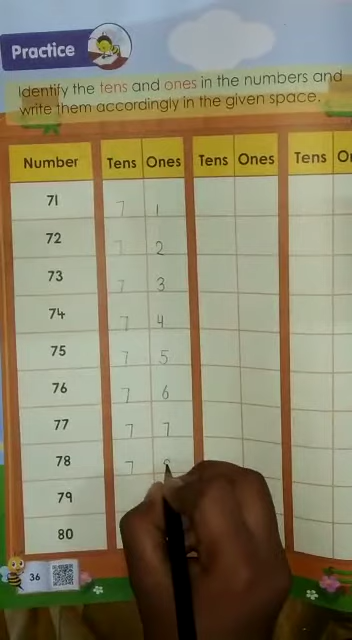 Practice
Identify the tens and ones in the numbers and
write them accordingly in the given space.
Number Tens Ones Tens Ones Tens
71 7 1
72 7 2
73 7 3
74 7 4
75 7 5
76 7 6
77 7 7
78 7
79
80
36